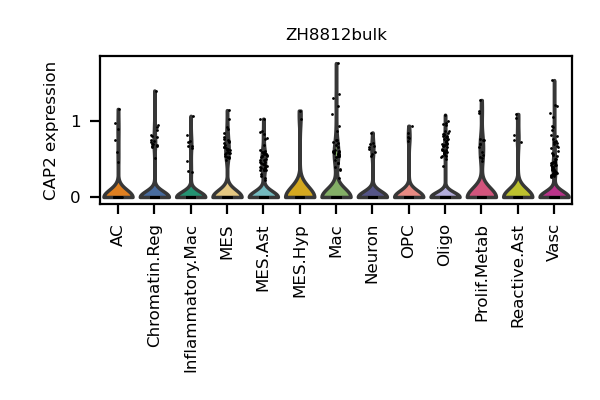 ZH8812bulk
CAP2 expression
1
0
AC
Chromatin.Reg
Inflammatory.Mac
MES
MES.Ast
MES.Hyp
Mac
Neuron
OPC
Oligo
Prolif.Metab
Reactive.Ast
Vasc